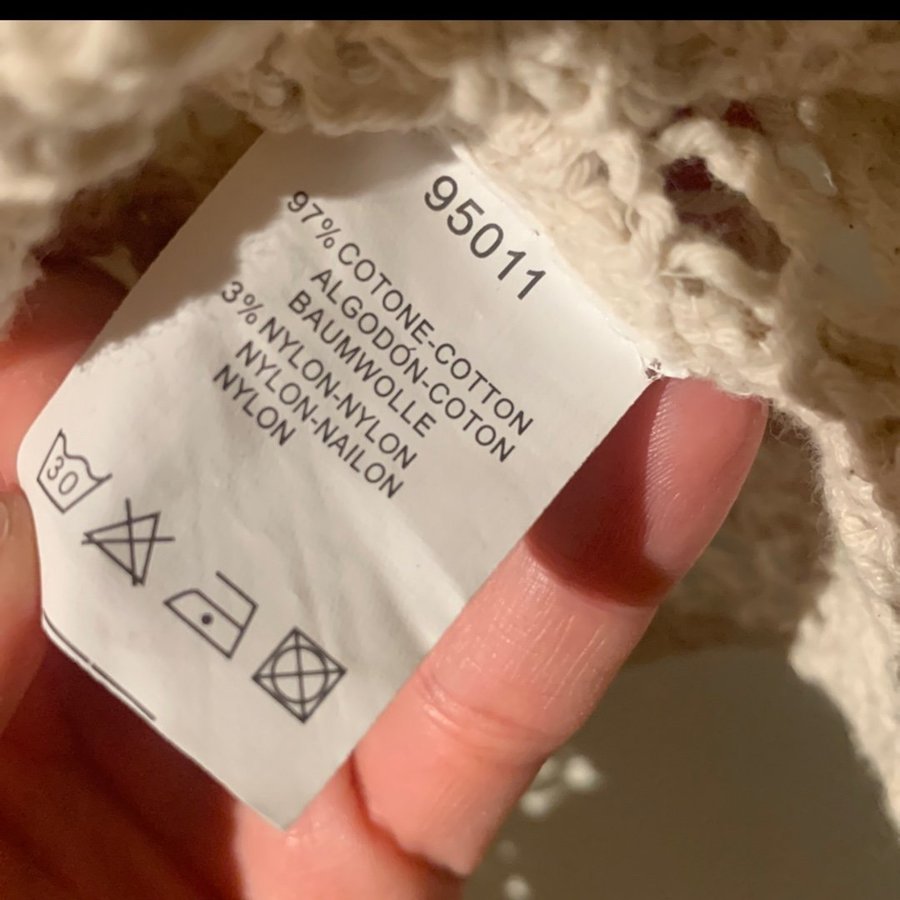 95011
97% COTONE-COTTON
ALGODÓN-COTON
BAUMWOLLE
3% NYLON-NYLON
NYLON-NAILON
NYLON
30